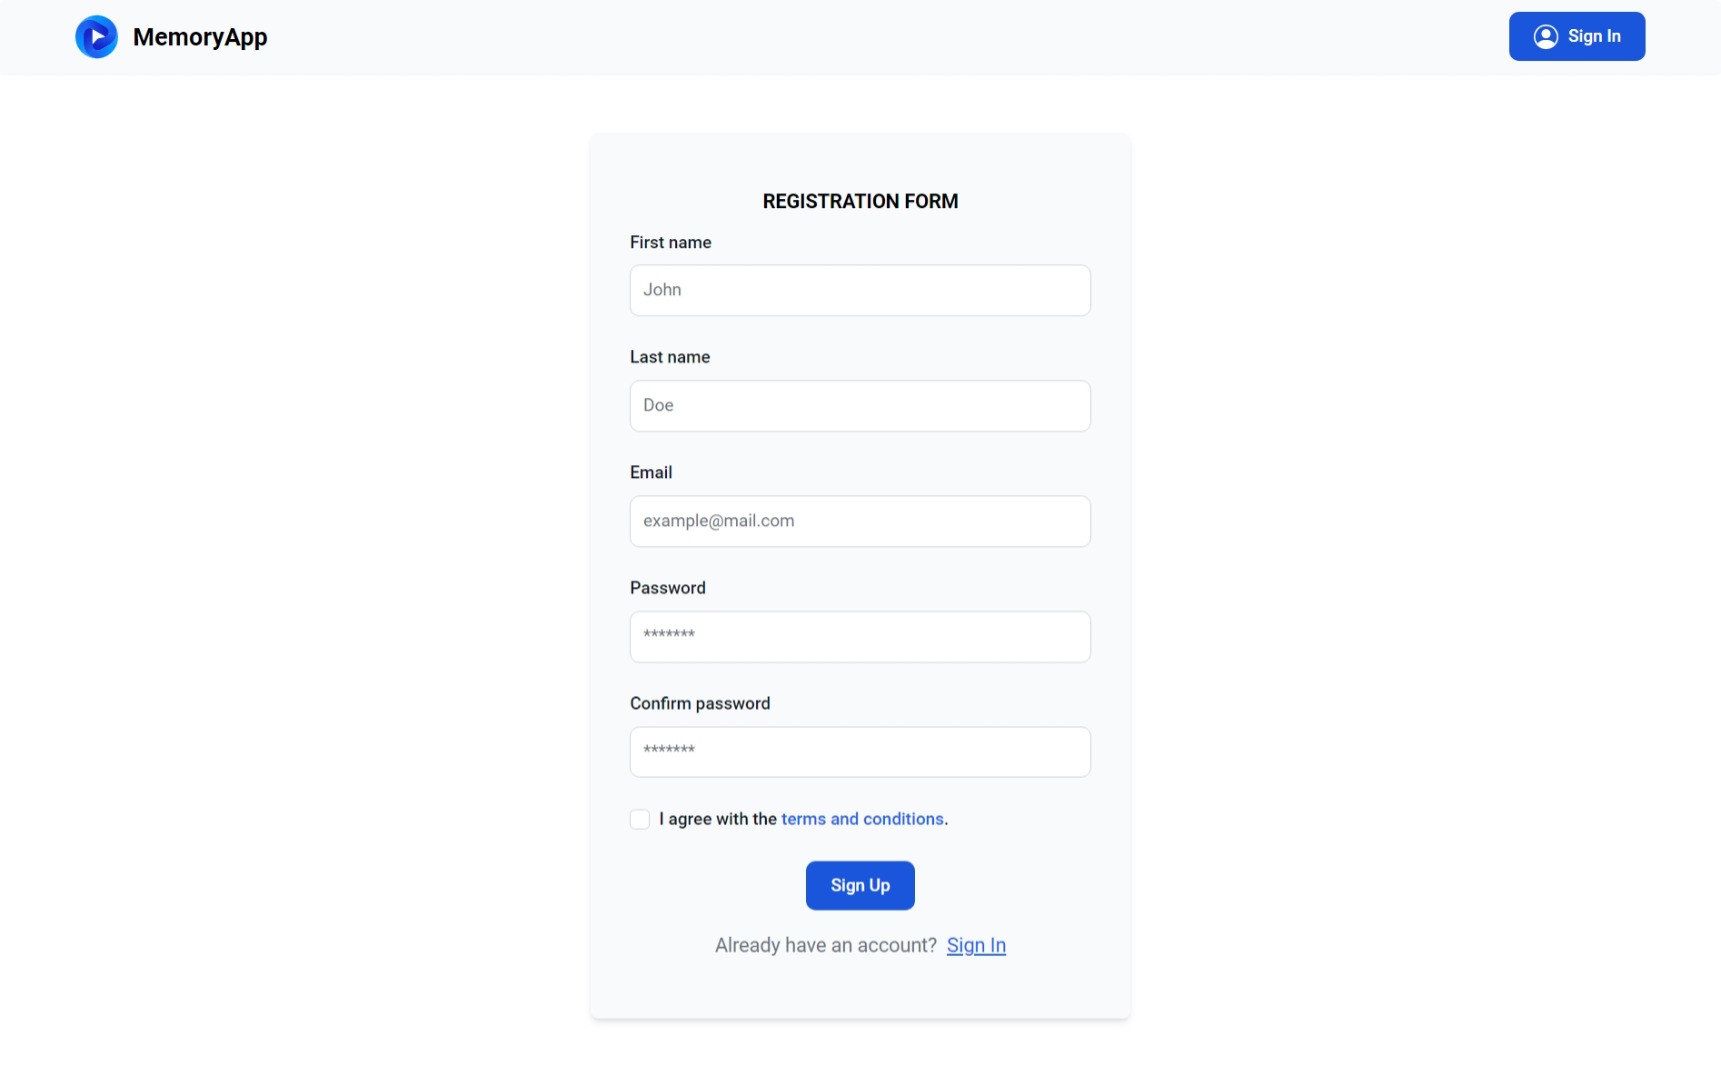 MemoryApp
Sign In
REGISTRATION FORM
First name
John
Last name
Doe
Email
example@mail.com
Password
*******
Confirm password
*******
I agree with the terms and conditions.
Sign Up
Already have an account? Sign In